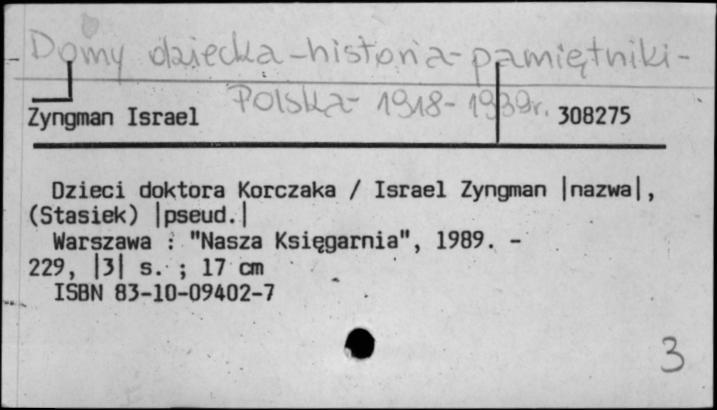 - Domy dziecka - historia - pamiętniki -
Polska - 1918 - 1939r.
Zyngman Israel 308275
Dzieci doktora Korczaka / Israel Zyngman |nazwa|,
(Stasiek) |pseud.|
Warszawa : "Nasza Księgarnia", 1989. -
229, |3| s. ; 17 cm
ISBN 83-10-09402-7
3